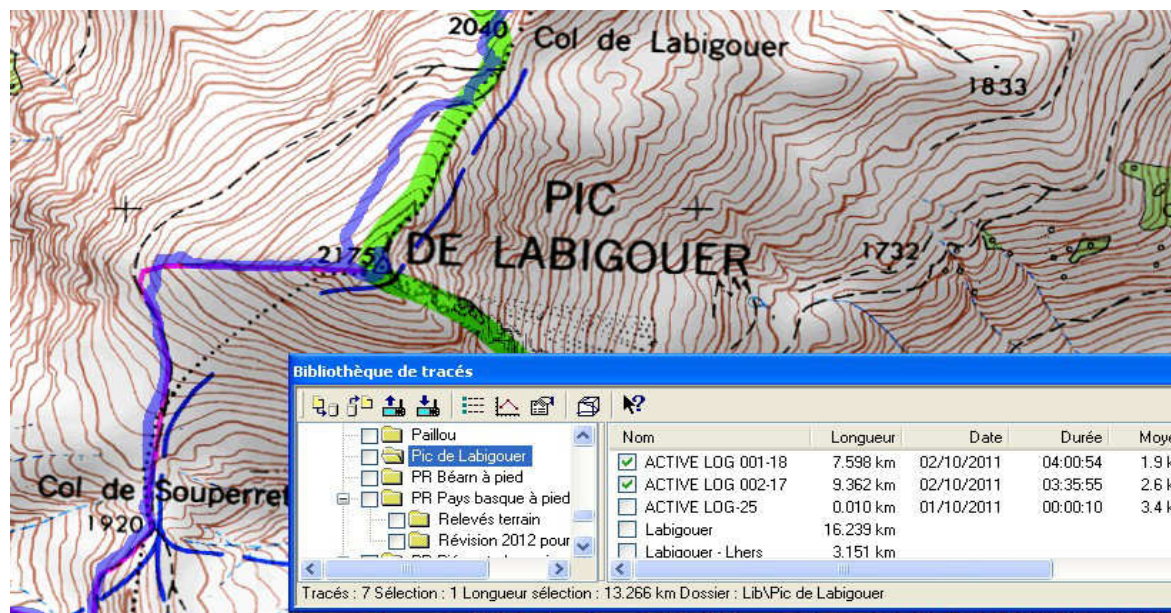 2040
Col de Labigouer
1833
PIC
2175
DE LABIGOUER
1732
Col de Souperret
1920
Bibliothèque de tracés
Paillou
Pic de Labigouer
PR Béarn à pied
PR Pays basque à pied
Relevés terrain
Révision 2012 pour
Nom Longueur Date Durée Moye
ACTIVE LOG 001-18 7.598 km 02/10/2011 04:00:54 1.9 k
ACTIVE LOG 002-17 9.362 km 02/10/2011 03:35:55 2.6 k
ACTIVE LOG-25 0.010 km 01/10/2011 00:00:10 3.4 k
Labigouer 16.239 km
Labigouer - Lhers 3.151 km
Tracés : 7 Sélection : 1 Longueur sélection : 13.266 km Dossier : Lib\Pic de Labigouer